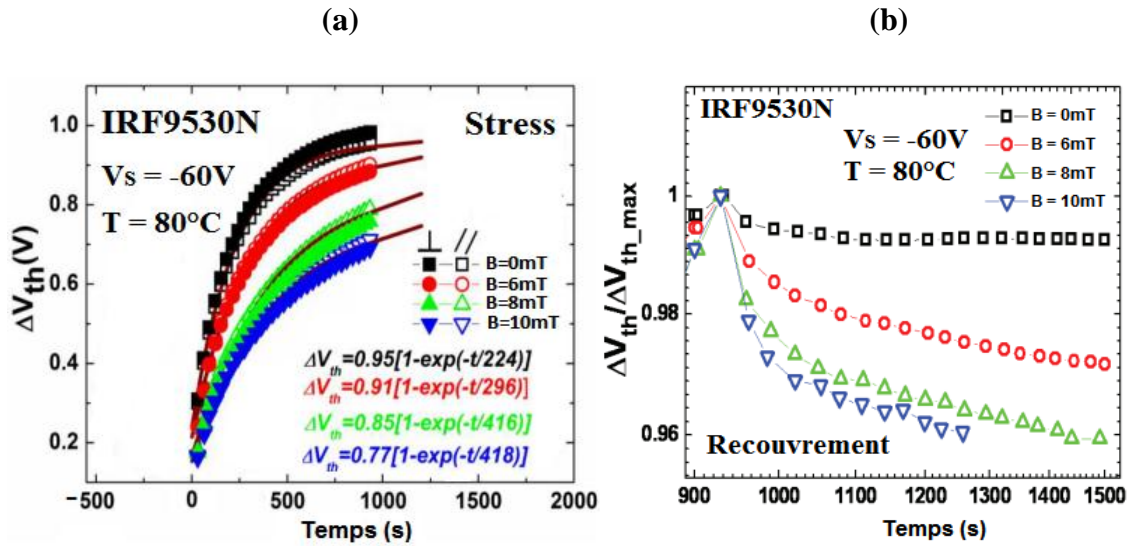 (a)
(b)
IRF9530N
Stress
Vs = -60V
T = 80°C
⊥ //
B=0mT
B=6mT
B=8mT
B=10mT
ΔVth=0.95[1-exp(-t/224)]
ΔVth=0.91[1-exp(-t/296)]
ΔVth=0.85[1-exp(-t/416)]
ΔVth=0.77[1-exp(-t/418)]
ΔVth(V)
1.0
0.8
0.6
0.4
0.2
−500 0 500 1000 1500 2000
Temps (s)
IRF9530N
Vs = -60V
T = 80°C
B = 0mT
B = 6mT
B = 8mT
B = 10mT
Recouvrement
ΔVth/ΔVth_max
1
0.98
0.96
900 1000 1100 1200 1300 1400 1500
Temps (s)